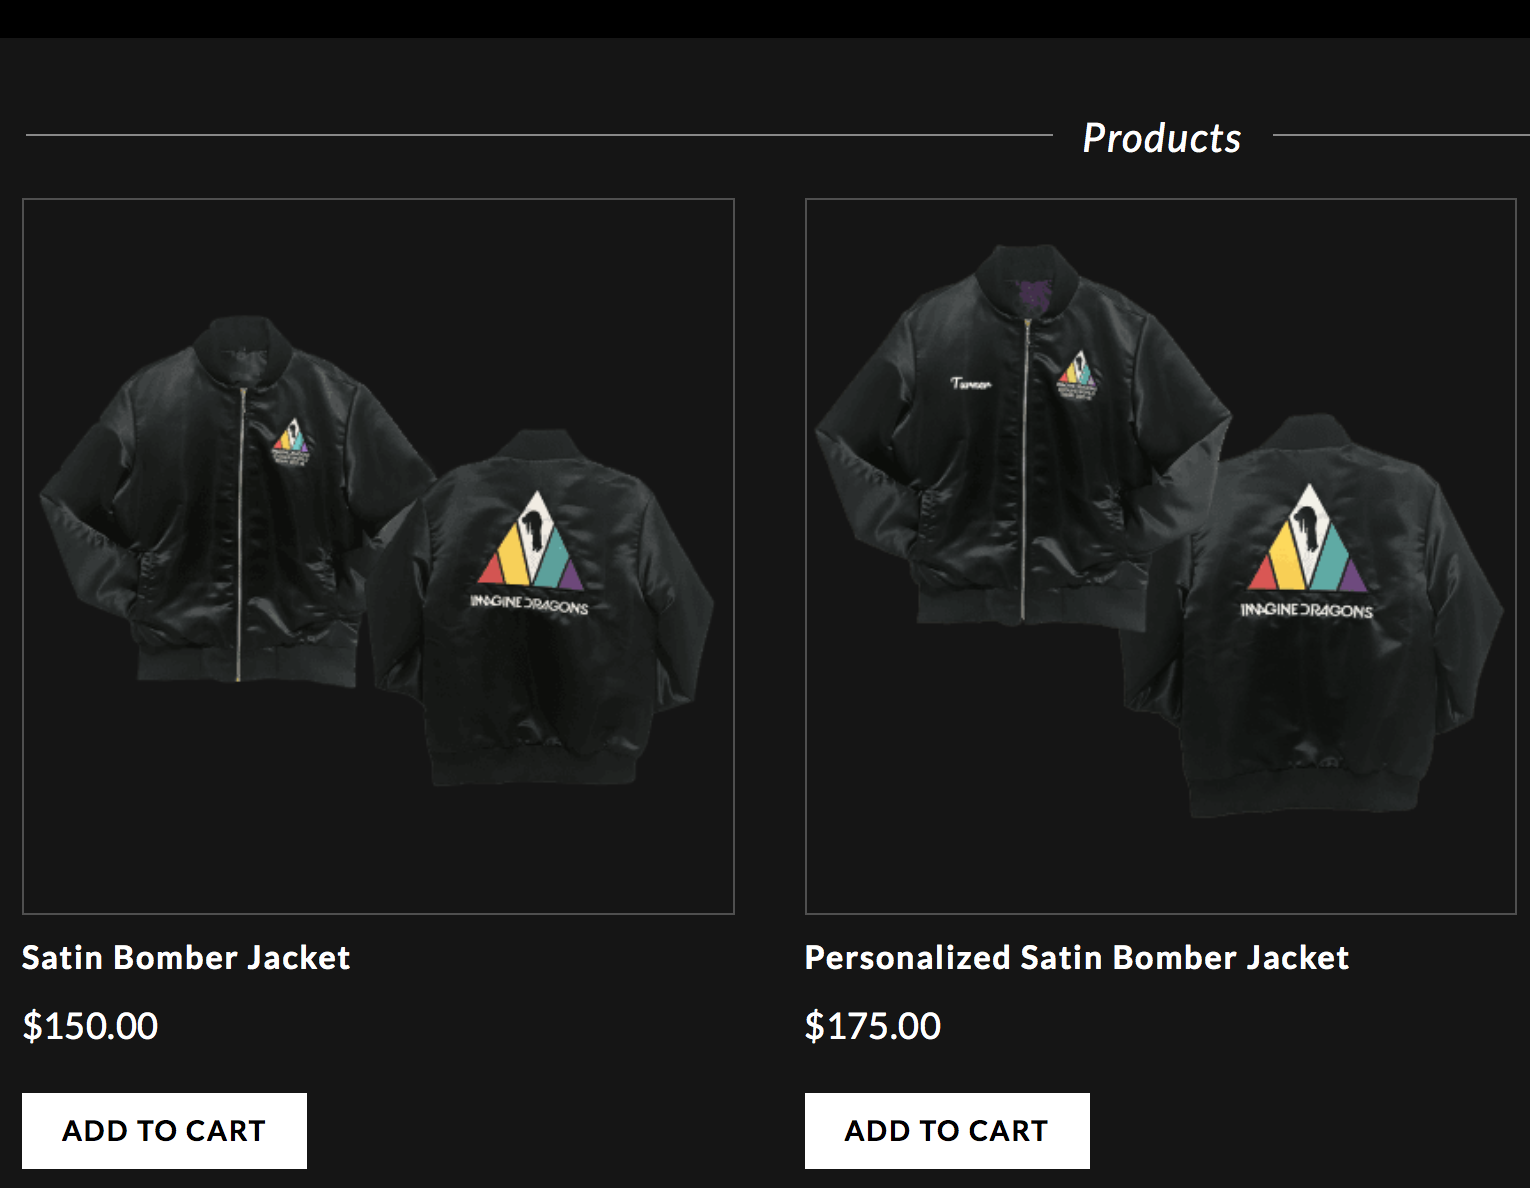 Products
IMAGINE DRAGONS
Turner
IMAGINE DRAGONS
Satin Bomber Jacket
Personalized Satin Bomber Jacket
$150.00
$175.00
ADD TO CART
ADD TO CART